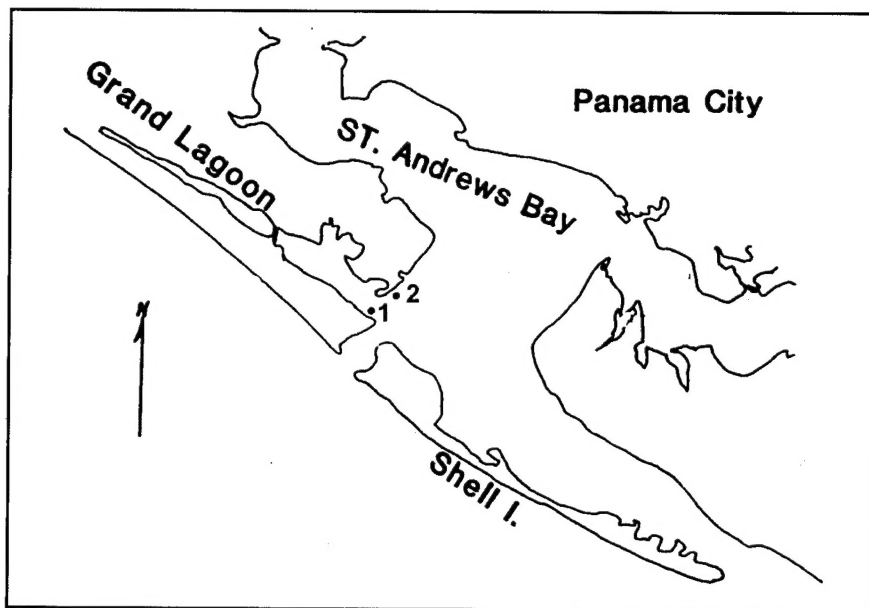 Panama City
Grand Lagoon
ST. Andrews Bay
2
1
N
Shell I.